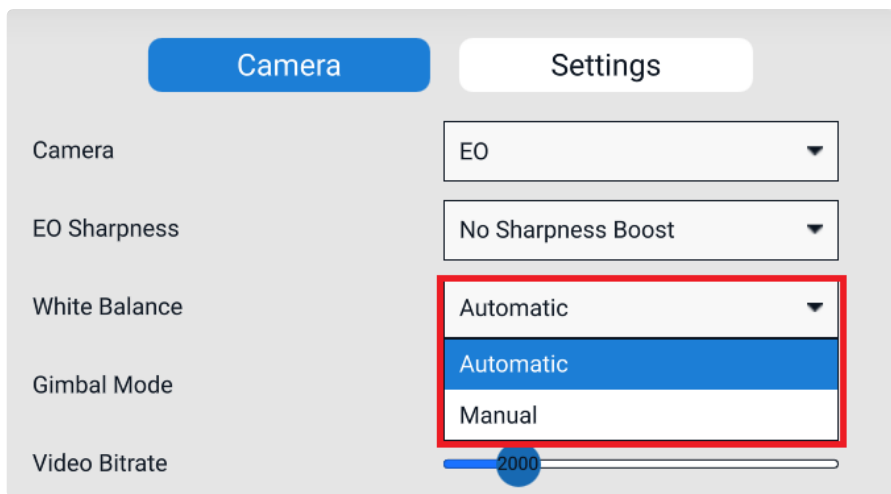 Camera Settings
Camera EO
EO Sharpness No Sharpness Boost
White Balance Automatic
Automatic
Gimbal Mode
Manual
Video Bitrate 2000